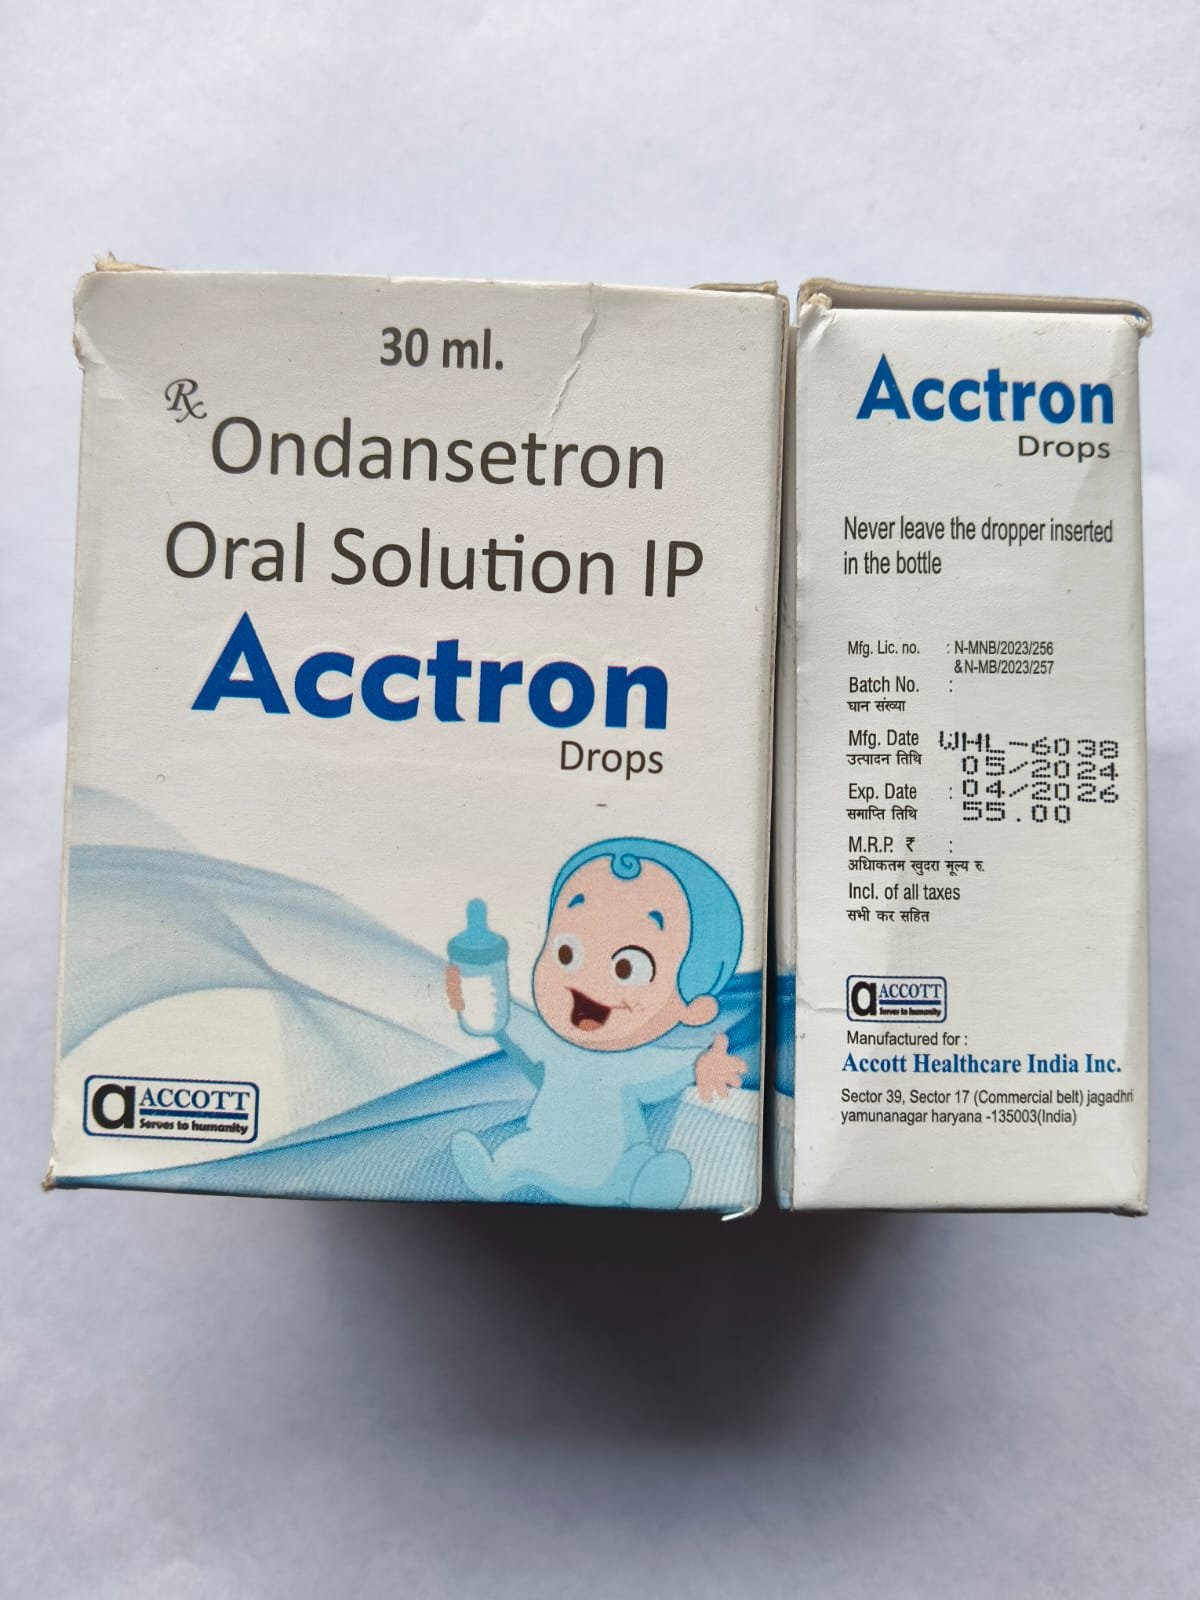 30 ml.
Rx
Ondansetron
Oral Solution IP
Acctron
Drops
a ACCOTT
Serves to humanity
Acctron
Drops
Never leave the dropper inserted
in the bottle
Mfg. Lic. no. : N-MNB/2023/256
& N-MB/2023/257
Batch No. :
घान संख्या
Mfg. Date WHL-6038
उत्पादन तिथि 05/2024
Exp. Date : 04/2026
समाप्ति तिथि 55.00
M.R.P. ₹ :
अधिाकतम खुदरा मूल्य रु.
Incl. of all taxes
सभी कर सहित
a ACCOTT
Serves to humanity
Manufactured for :
Accott Healthcare India Inc.
Sector 39, Sector 17 (Commercial belt) jagadhri
yamunanagar haryana -135003(India)